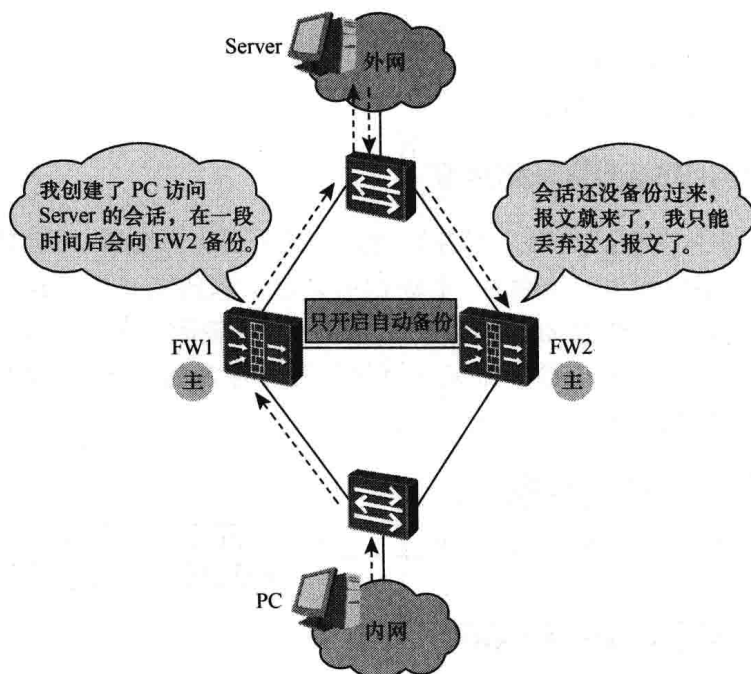 Server
外网
我创建了 PC 访问
Server 的会话，在一段
时间后会向 FW2 备份。
会话还没备份过来，
报文就来了，我只能
丢弃这个报文了。
只开启自动备份
FW1
主
FW2
主
PC
内网